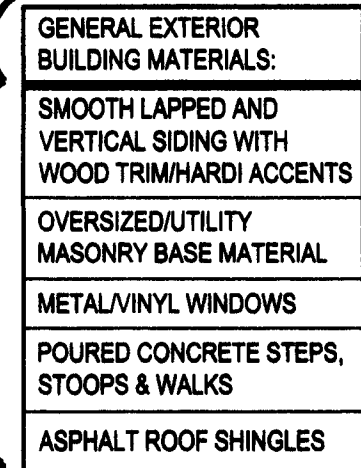 GENERAL EXTERIOR
BUILDING MATERIALS:
SMOOTH LAPPED AND
VERTICAL SIDING WITH
WOOD TRIM/HARDI ACCENTS
OVERSIZED/UTILITY
MASONRY BASE MATERIAL
METAL/VINYL WINDOWS
POURED CONCRETE STEPS,
STOOPS & WALKS
ASPHALT ROOF SHINGLES